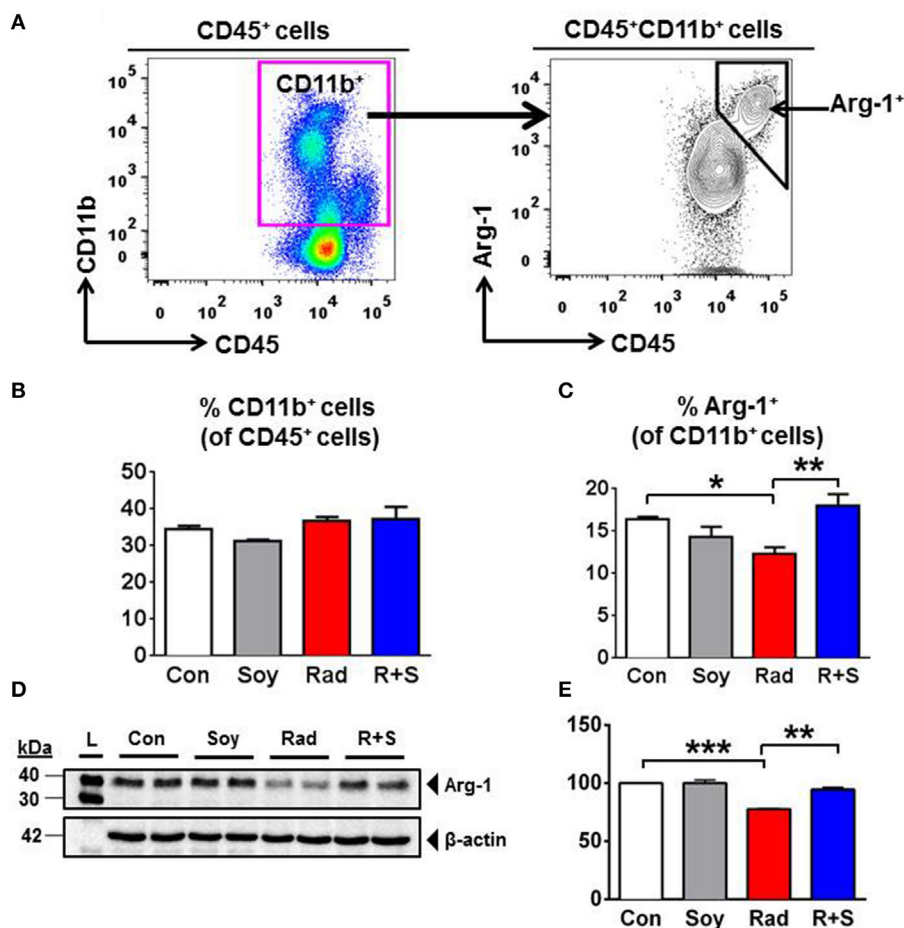 A
CD45⁺ cells
CD11b⁺
10⁵
10⁴
10³
10²
0
CD11b
0 10² 10³ 10⁴ 10⁵
CD45
CD45⁺CD11b⁺ cells
Arg-1⁺
10⁴
10³
10²
0
Arg-1
0 10² 10³ 10⁴ 10⁵
CD45
B
% CD11b⁺ cells
(of CD45⁺ cells)
50
40
30
20
10
0
Con Soy Rad R+S
C
% Arg-1⁺
(of CD11b⁺ cells)
* **
20
15
10
5
0
Con Soy Rad R+S
D
kDa L Con Soy Rad R+S
40
30
Arg-1
42
β-actin
E
150
*** **
100
50
0
Con Soy Rad R+S